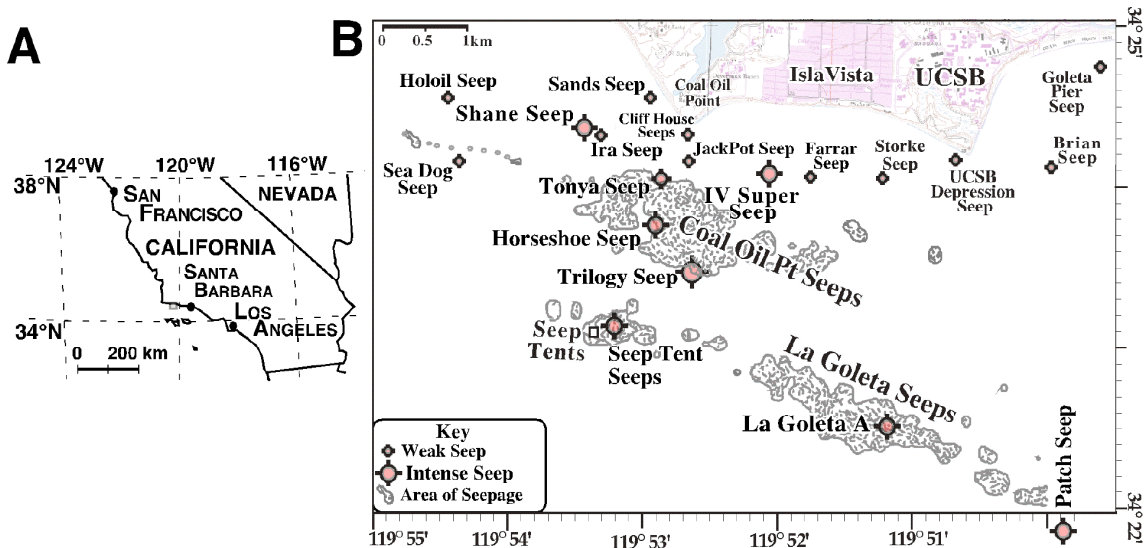 A
124°W 120°W 116°W
38°N
SAN
FRANCISCO
NEVADA
CALIFORNIA
SANTA
BARBARA
LOS
ANGELES
34°N
0 200 km
B
0 0.5 1km
34°25'
IslaVista
UCSB
Coal Oil
Point
Holoil Seep
Sands Seep
Goleta
Pier
Seep
Shane Seep
Cliff House
Seeps
Ira Seep
JackPot Seep
Farrar
Seep
Storke
Seep
Brian
Seep
Sea Dog
Seep
Tonya Seep
IV Super
Seep
UCSB
Depression
Seep
Horseshoe Seep
Coal Oil Pt Seeps
Trilogy Seep
Seep
Tents
Seep Tent
Seeps
La Goleta Seeps
La Goleta A
Patch Seep
Key
Weak Seep
Intense Seep
Area of Seepage
34°22'
119°55' 119°54' 119°53' 119°52' 119°51'